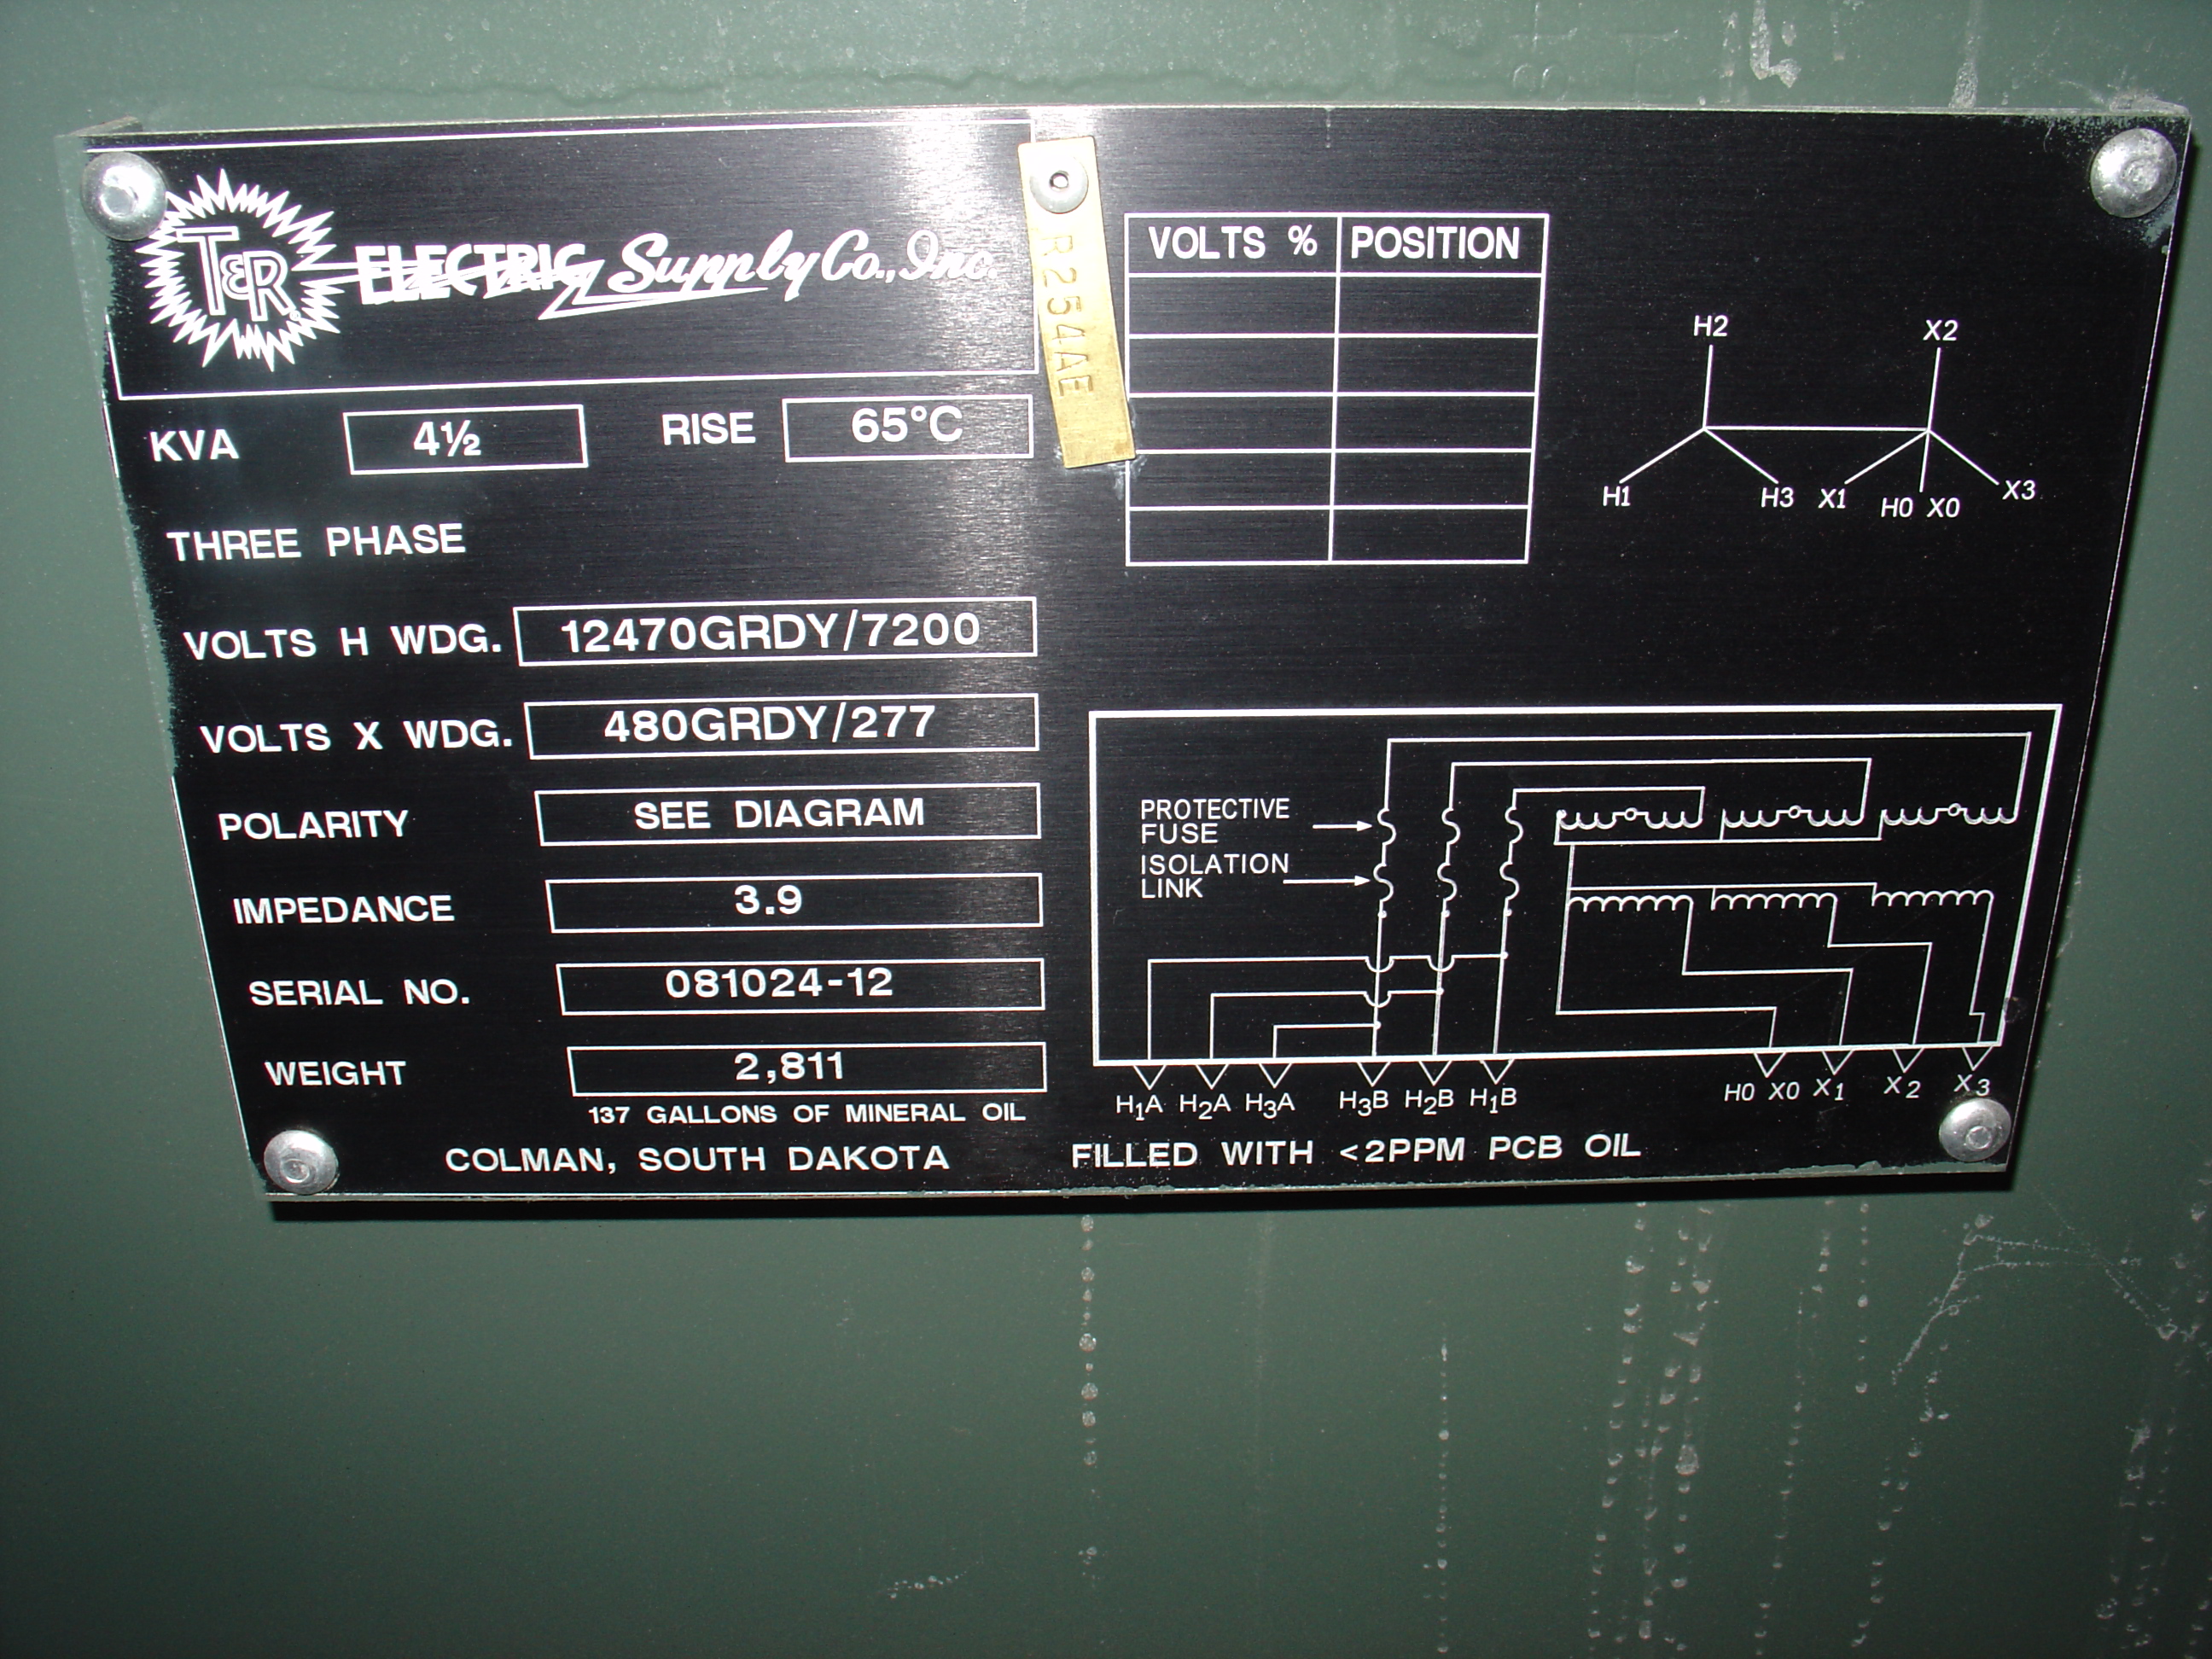 T&R ELECTRIC Supply Co., Inc.
R254AE
KVA 4½ RISE 65°C
THREE PHASE
VOLTS H WDG. 12470GRDY/7200
VOLTS X WDG. 480GRDY/277
POLARITY SEE DIAGRAM
IMPEDANCE 3.9
SERIAL NO. 081024-12
WEIGHT 2,811
137 GALLONS OF MINERAL OIL
COLMAN, SOUTH DAKOTA
VOLTS % POSITION
H2 X2
H1 H3 X1 H0 X0 X3
PROTECTIVE
FUSE
ISOLATION
LINK
H1A H2A H3A H3B H2B H1B H0 X0 X1 X2 X3
FILLED WITH <2PPM PCB OIL